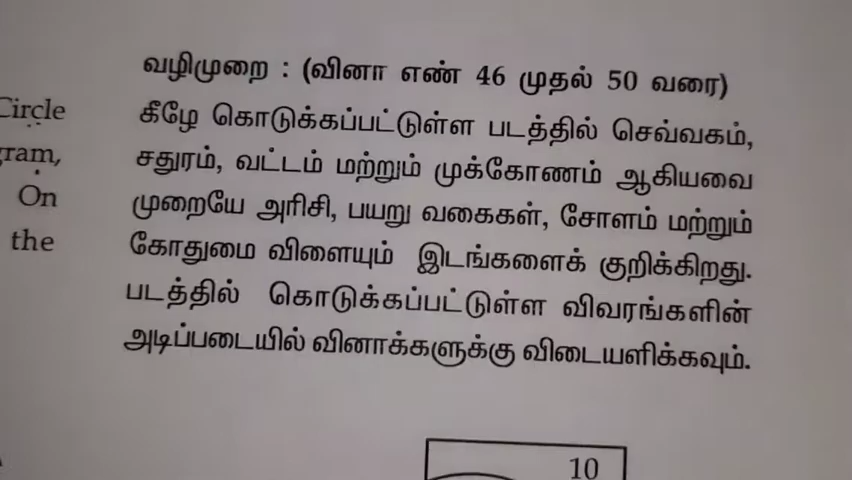 வழிமுறை : (வினா எண் 46 முதல் 50 வரை)
Circle
கீழே கொடுக்கப்பட்டுள்ள படத்தில் செவ்வகம்,
gram,
சதுரம், வட்டம் மற்றும் முக்கோணம் ஆகியவை
On
முறையே அரிசி, பயறு வகைகள், சோளம் மற்றும்
the
கோதுமை விளையும் இடங்களைக் குறிக்கிறது.
படத்தில் கொடுக்கப்பட்டுள்ள விவரங்களின்
அடிப்படையில் வினாக்களுக்கு விடையளிக்கவும்.
10